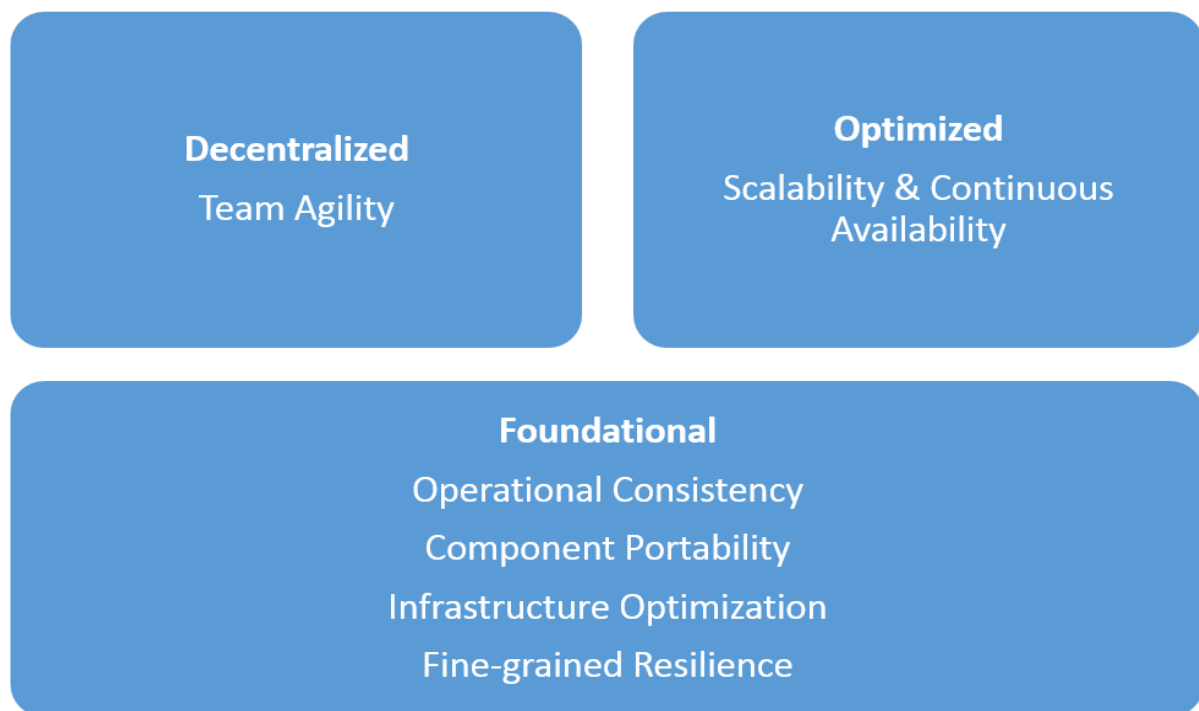 Decentralized
Team Agility
Optimized
Scalability & Continuous
Availability
Foundational
Operational Consistency
Component Portability
Infrastructure Optimization
Fine-grained Resilience